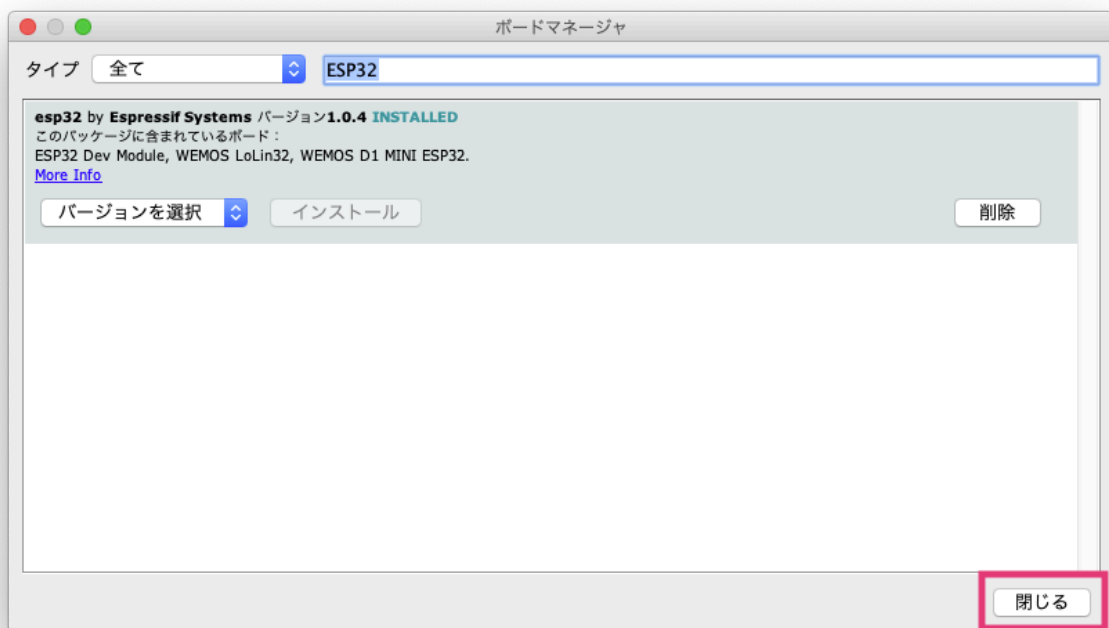 ボードマネージャ
タイプ 全て ESP32
esp32 by Espressif Systems バージョン1.0.4 INSTALLED
このパッケージに含まれているボード：
ESP32 Dev Module, WEMOS LoLin32, WEMOS D1 MINI ESP32.
More Info
バージョンを選択 インストール 削除
閉じる